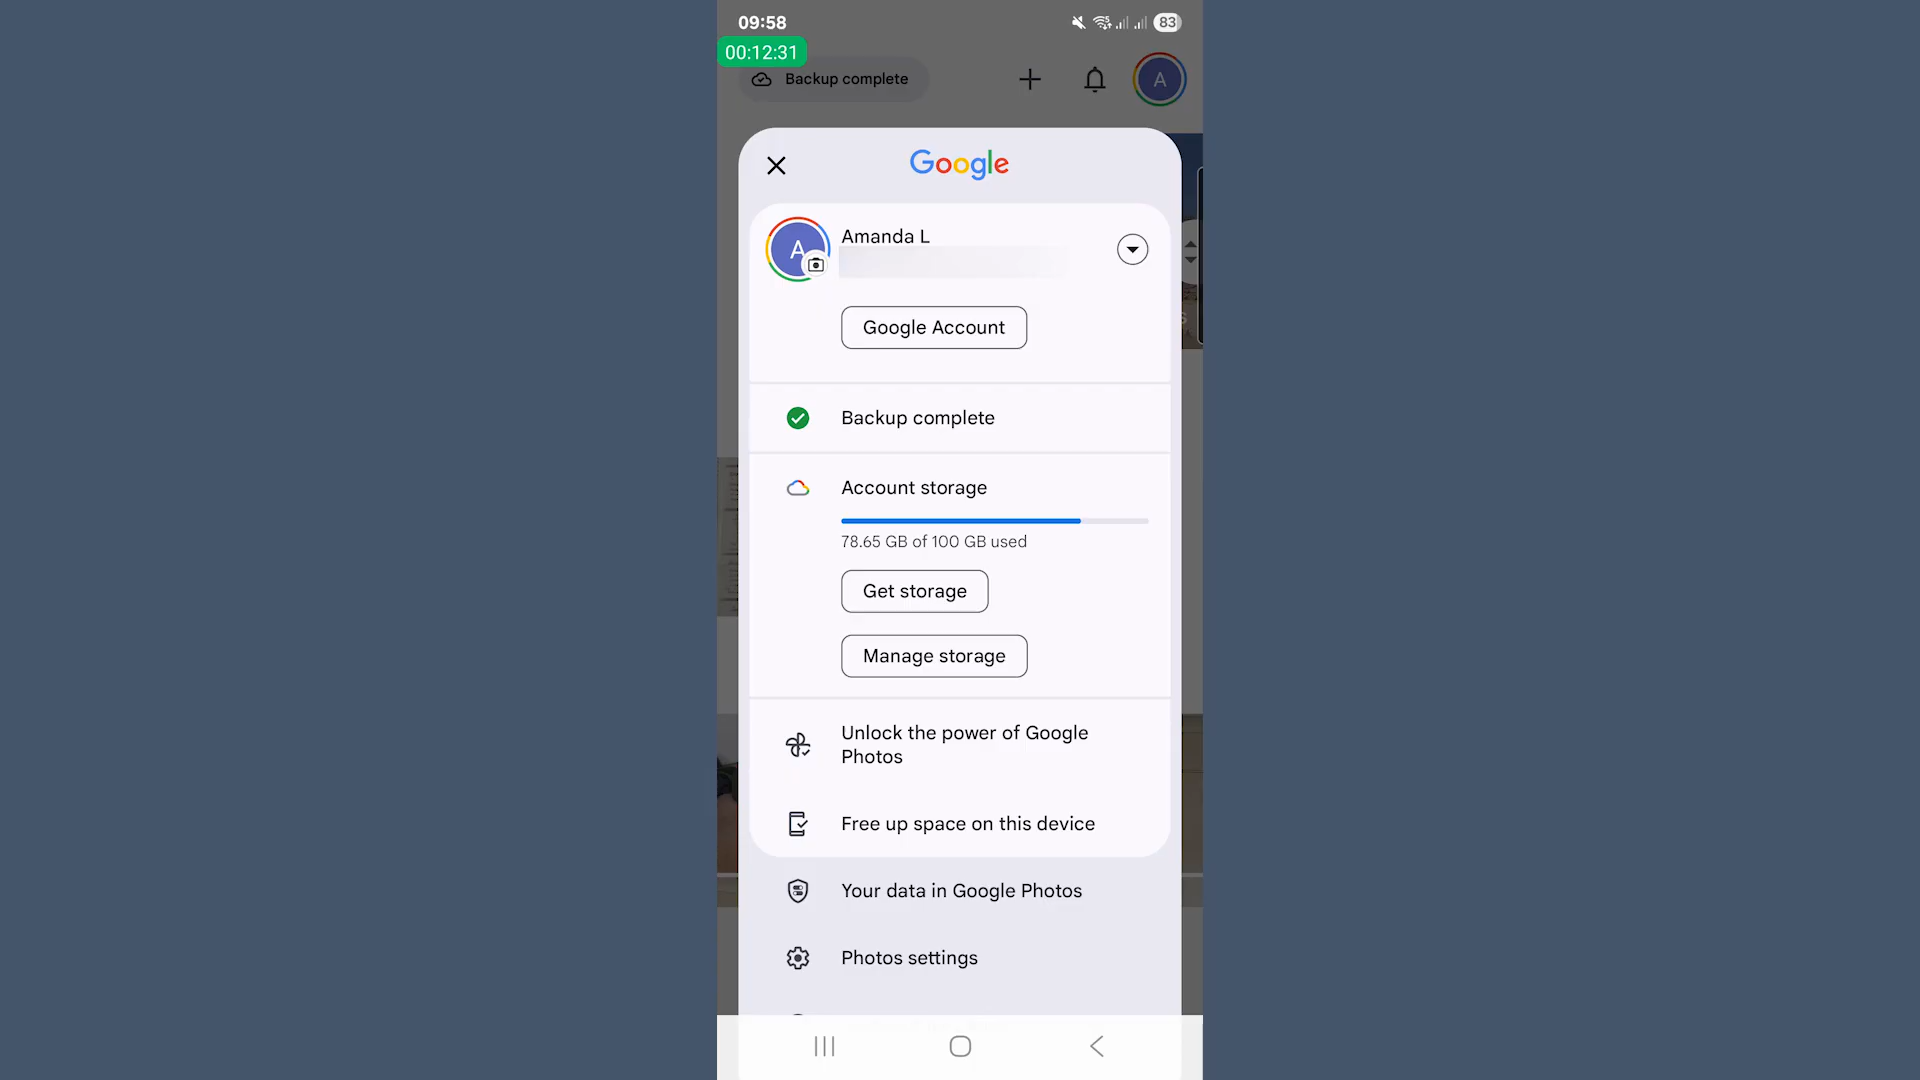 09:58
83
00:12:31
Backup complete
A
Google
A
Amanda L
Google Account
Backup complete
Account storage
78.65 GB of 100 GB used
Get storage
Manage storage
Unlock the power of Google
Photos
Free up space on this device
Your data in Google Photos
Photos settings